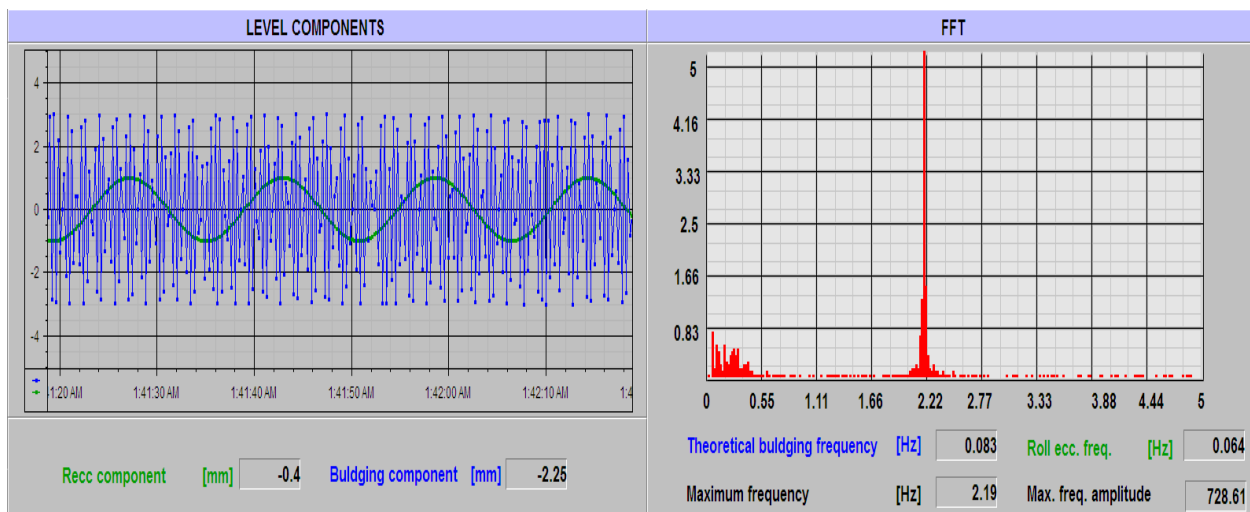 LEVEL COMPONENTS
4
2
0
-2
-4
1:20 AM
1:41:30 AM
1:41:40 AM
1:41:50 AM
1:42:00 AM
1:42:10 AM
1:4
Recc component [mm] -0.4
Buldging component [mm] -2.25
FFT
5
4.16
3.33
2.5
1.66
0.83
0 0.55 1.11 1.66 2.22 2.77 3.33 3.88 4.44 5
Theoretical buldging frequency [Hz] 0.083
Roll ecc. freq. [Hz] 0.064
Maximum frequency [Hz] 2.19
Max. freq. amplitude 728.61